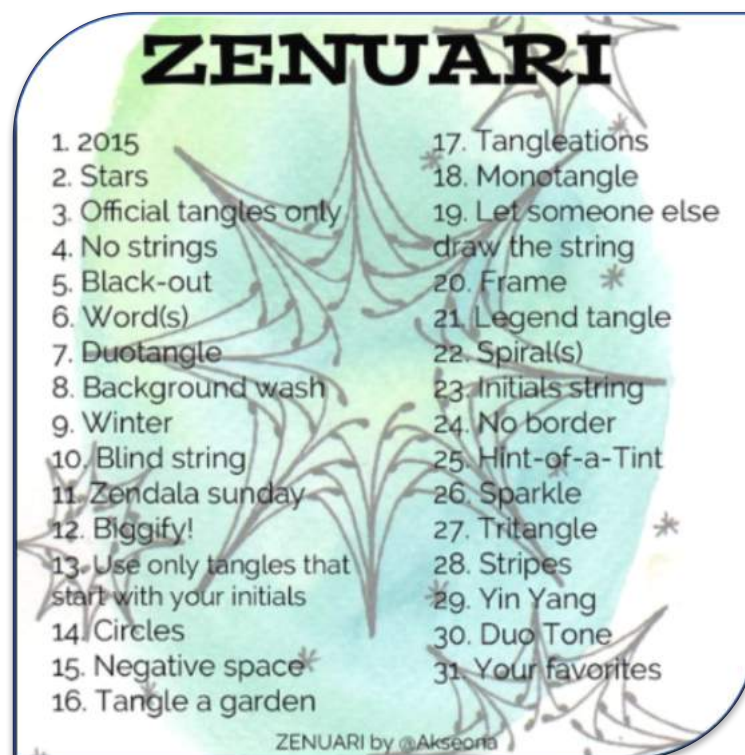 ZENUARI
1. 2015
2. Stars
3. Official tangles only
4. No strings
5. Black-out
6. Word(s)
7. Duotangle
8. Background wash
9. Winter
10. Blind string
11. Zendala sunday
12. Biggify!
13. Use only tangles that
start with your initials
14. Circles
15. Negative space
16. Tangle a garden
17. Tangleations
18. Monotangle
19. Let someone else
draw the string
20. Frame
21. Legend tangle
22. Spiral(s)
23. Initials string
24. No border
25. Hint-of-a-Tint
26. Sparkle
27. Tritangle
28. Stripes
29. Yin Yang
30. Duo Tone
31. Your favorites
ZENUARI by @Akseona